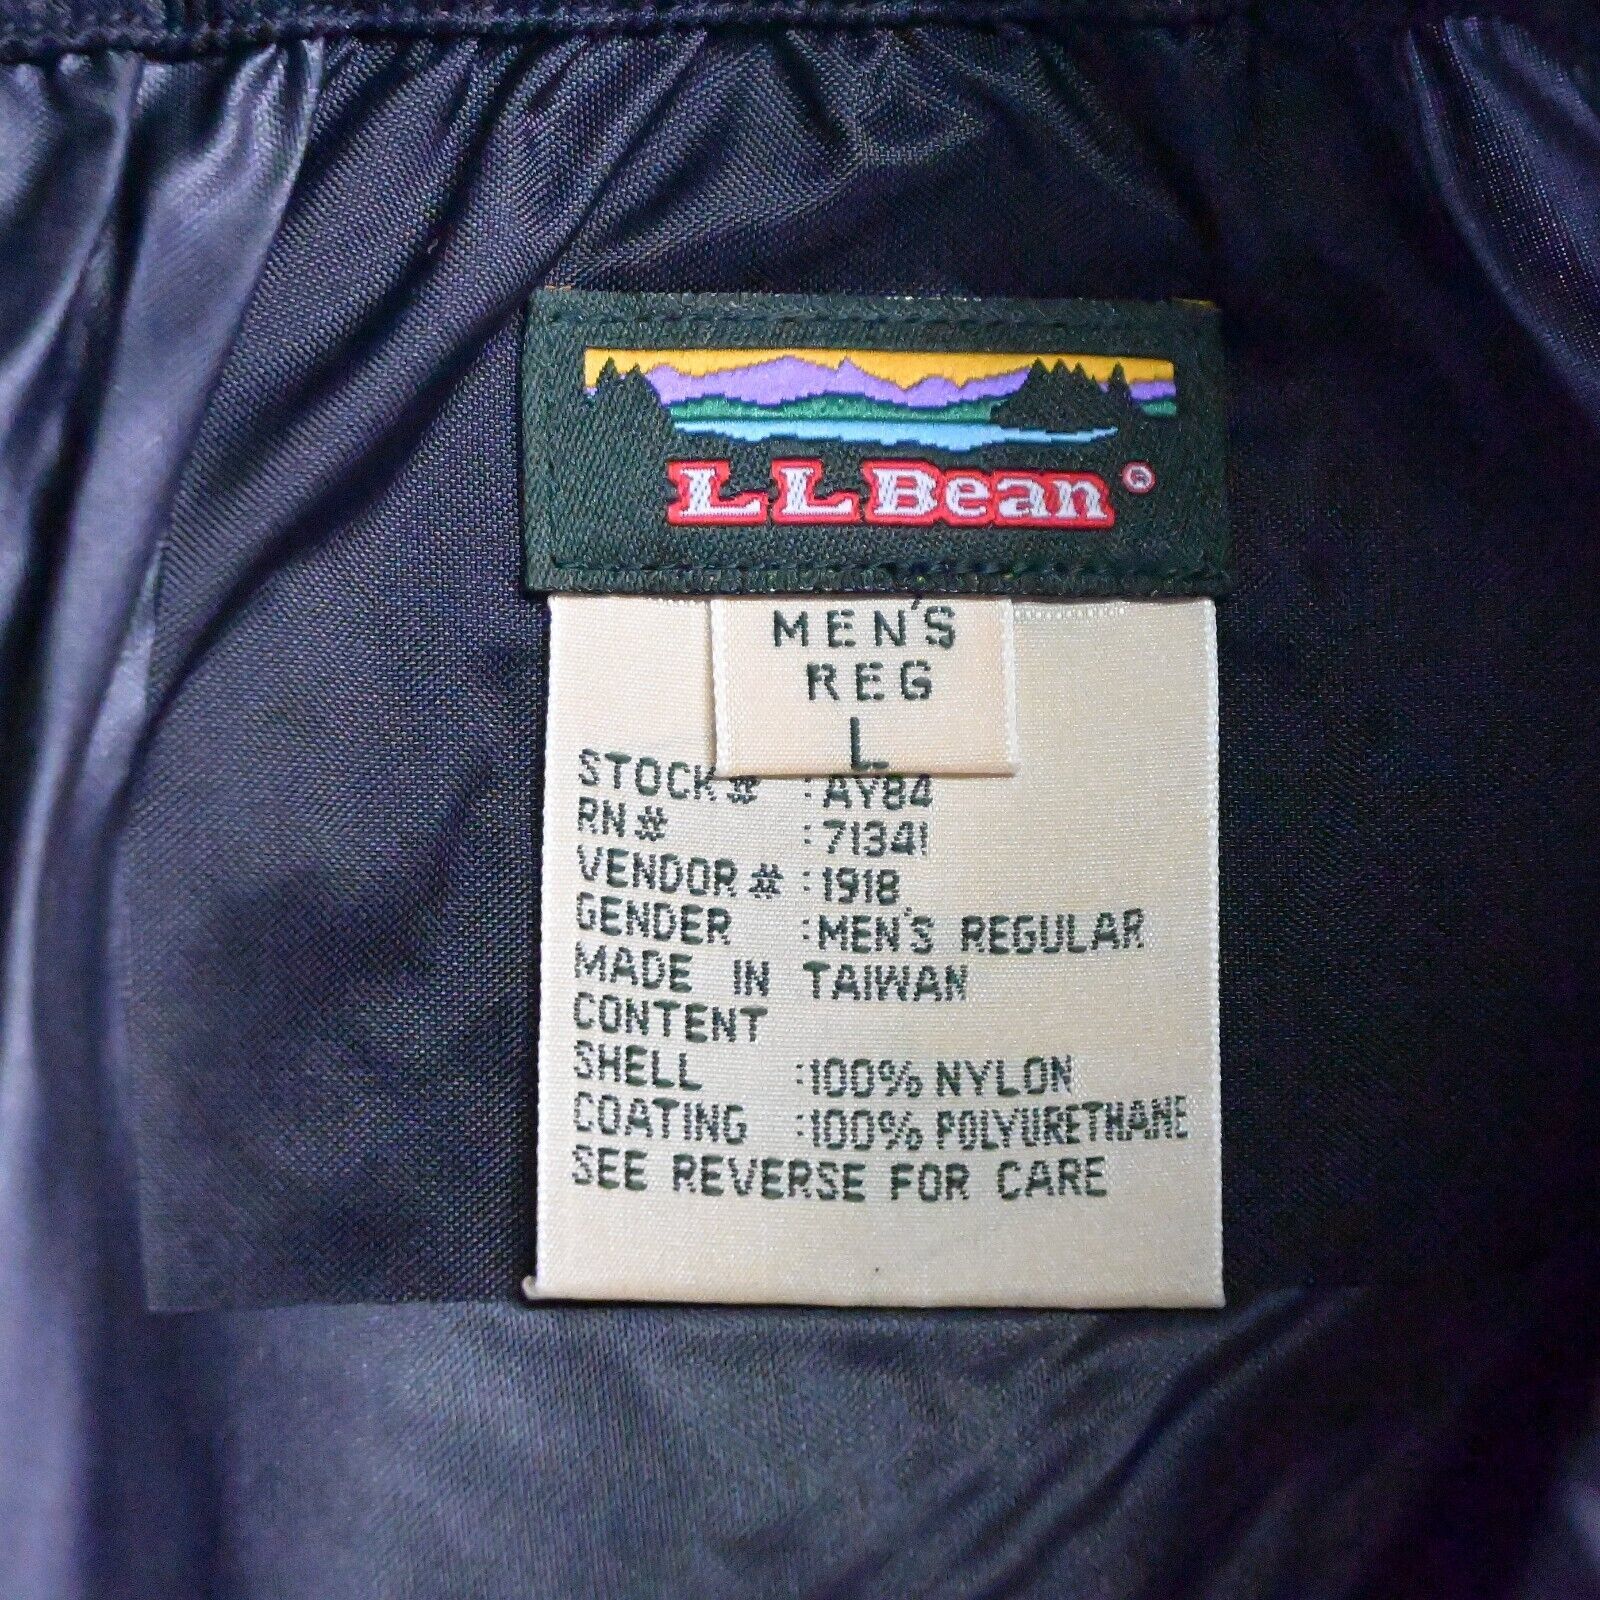 LL Bean®
MEN'S
REG
L
STOCK# :AY84
RN# :71341
VENDOR# :1918
GENDER :MEN'S REGULAR
MADE IN TAIWAN
CONTENT
SHELL :100% NYLON
COATING :100% POLYURETHANE
SEE REVERSE FOR CARE